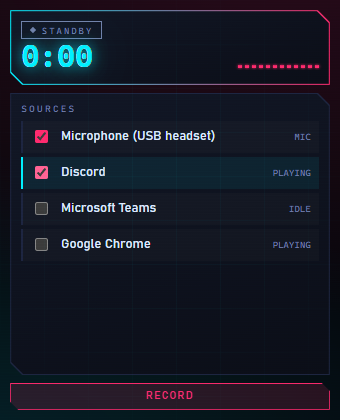 ◆ STANDBY
0:00
SOURCES
Microphone (USB headset) MIC
Discord PLAYING
Microsoft Teams IDLE
Google Chrome PLAYING
RECORD